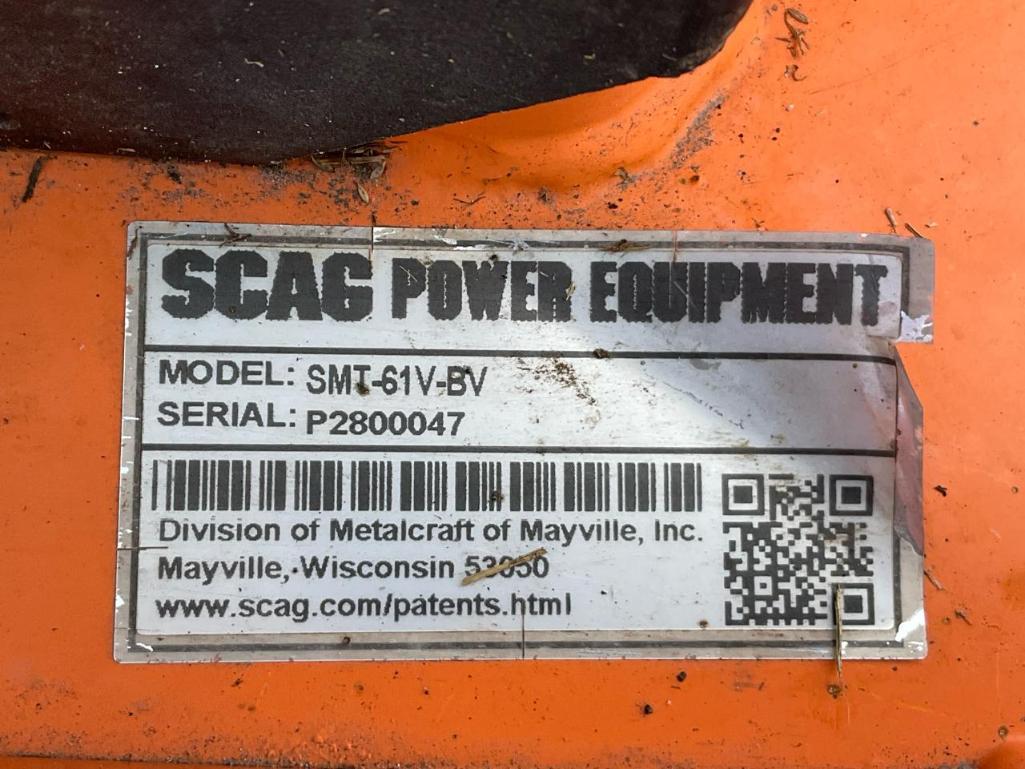 SCAG POWER EQUIPMENT
MODEL: SMT-61V-BV
SERIAL: P2800047
Division of Metalcraft of Mayville, Inc.
Mayville, Wisconsin 53050
www.scag.com/patents.html